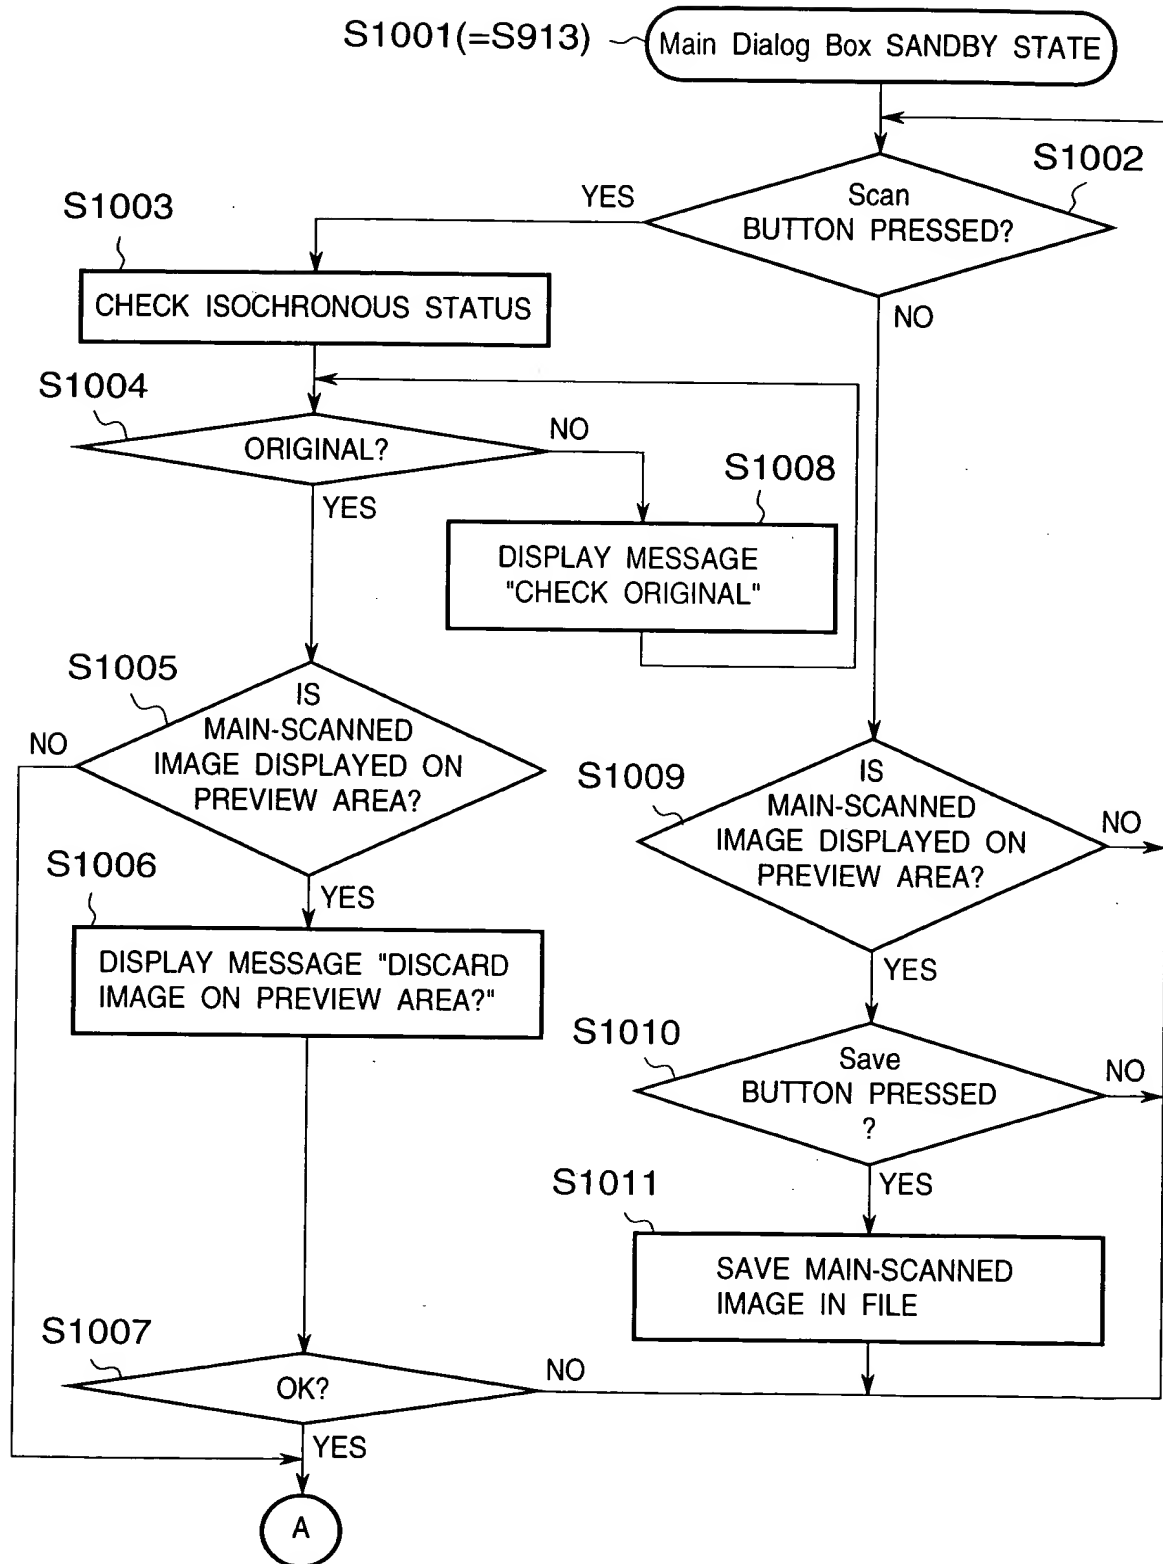 S1001(=S913)
Main Dialog Box SANDBY STATE
S1002
Scan
BUTTON PRESSED?
YES
NO
S1003
CHECK ISOCHRONOUS STATUS
S1004
ORIGINAL?
NO
YES
S1008
DISPLAY MESSAGE
"CHECK ORIGINAL"
S1005
IS
MAIN-SCANNED
IMAGE DISPLAYED ON
PREVIEW AREA?
NO
YES
S1009
IS
MAIN-SCANNED
IMAGE DISPLAYED ON
PREVIEW AREA?
NO
YES
S1006
DISPLAY MESSAGE "DISCARD
IMAGE ON PREVIEW AREA?"
S1010
Save
BUTTON PRESSED
?
NO
YES
S1011
SAVE MAIN-SCANNED
IMAGE IN FILE
S1007
OK?
NO
YES
A